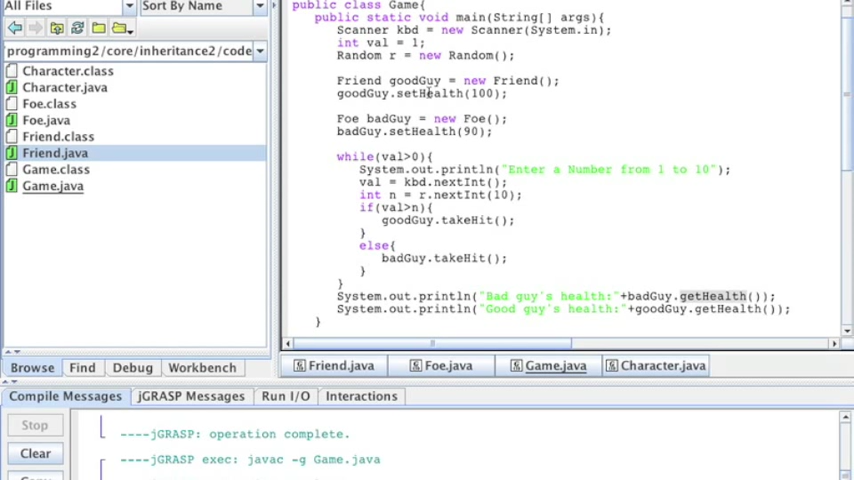 All Files
Sort By Name
programming2/core/inheritance2/code
Character.class
Character.java
Foe.class
Foe.java
Friend.class
Friend.java
Game.class
Game.java
Browse Find Debug Workbench
public class Game{
public static void main(String[] args){
Scanner kbd = new Scanner(System.in);
int val = 1;
Random r = new Random();
Friend goodGuy = new Friend();
goodGuy.setHealth(100);
Foe badGuy = new Foe();
badGuy.setHealth(90);
while(val>0){
System.out.println("Enter a Number from 1 to 10");
val = kbd.nextInt();
int n = r.nextInt(10);
if(val>n){
goodGuy.takeHit();
}
else{
badGuy.takeHit();
}
}
System.out.println("Bad guy's health:"+badGuy.getHealth());
System.out.println("Good guy's health:"+goodGuy.getHealth());
}
Friend.java Foe.java Game.java Character.java
Compile Messages jGRASP Messages Run I/O Interactions
Stop
Clear
----jGRASP: operation complete.
----jGRASP exec: javac -g Game.java